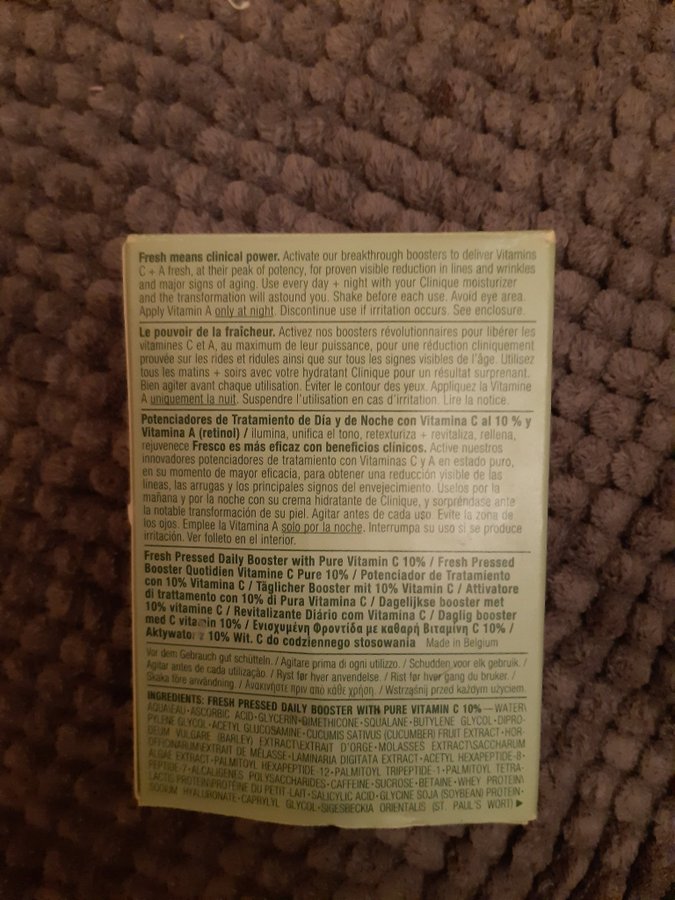 Fresh means clinical power. Activate our breakthrough boosters to deliver Vitamins
C + A fresh, at their peak of potency, for proven visible reduction in lines and wrinkles
and major signs of aging. Use every day + night with your Clinique moisturizer
and the transformation will astound you. Shake before each use. Avoid eye area.
Apply Vitamin A only at night. Discontinue use if irritation occurs. See enclosure.
Le pouvoir de la fraîcheur. Activez nos boosters révolutionnaires pour libérer les
vitamines C et A, au maximum de leur puissance, pour une réduction cliniquement
prouvée sur les rides et ridules ainsi que sur tous les signes visibles de l'âge. Utilisez
tous les matins + soirs avec votre hydratant Clinique pour un résultat surprenant.
Bien agiter avant chaque utilisation. Éviter le contour des yeux. Appliquez la Vitamine
A uniquement la nuit. Suspendre l'utilisation en cas d'irritation. Lire la notice.
Potenciadores de Tratamiento de Día y de Noche con Vitamina C al 10 % y
Vitamina A (retinol) / ilumina, unifica el tono, retexturiza + revitaliza, rellena,
rejuvenece Fresco es más eficaz con beneficios clínicos. Active nuestros
innovadores potenciadores de tratamiento con Vitaminas C y A en estado puro,
en su momento de mayor eficacia, para obtener una reducción visible de las
líneas, las arrugas y los principales signos del envejecimiento. Úselos por la
mañana y por la noche con su crema hidratante de Clinique, y sorpréndase ante
la notable transformación de su piel. Agitar antes de cada uso. Evite la zona de
los ojos. Emplee la Vitamina A solo por la noche. Interrumpa su uso si se produce
irritación. Ver folleto en el interior.
Fresh Pressed Daily Booster with Pure Vitamin C 10% / Fresh Pressed
Booster Quotidien Vitamine C Pure 10% / Potenciador de Tratamiento
con 10% Vitamina C / Täglicher Booster mit 10% Vitamin C / Attivatore
di trattamento con 10% di Pura Vitamina C / Dagelijkse booster met
10% vitamine C / Revitalizante Diário com Vitamina C / Daglig booster
med C vitamin 10% / Ενισχυμένη Φροντίδα με καθαρή Βιταμίνη C 10% /
Aktywator z 10% Wit. C do codziennego stosowania Made in Belgium
Vor dem Gebrauch gut schütteln. / Agitare prima di ogni utilizzo. / Schudden voor elk gebruik. /
Agitar antes de cada utilização. / Ryst før hver anvendelse. / Rist før hver gang du bruker. /
Skaka före användning. / Ανακινήστε πριν από κάθε χρήση. / Wstrząśnij przed każdym użyciem.
INGREDIENTS: FRESH PRESSED DAILY BOOSTER WITH PURE VITAMIN C 10% — WATER\
AQUA\EAU • ASCORBIC ACID • GLYCERIN • DIMETHICONE • SQUALANE • BUTYLENE GLYCOL • DIPRO-
PYLENE GLYCOL • ACETYL GLUCOSAMINE • CUCUMIS SATIVUS (CUCUMBER) FRUIT EXTRACT • HOR-
DEUM VULGARE (BARLEY) EXTRACT\EXTRAIT D'ORGE • MOLASSES EXTRACT\SACCHARUM
OFFICINARUM\EXTRAIT DE MÉLASSE • LAMINARIA DIGITATA EXTRACT • ACETYL HEXAPEPTIDE-8 •
ALGAE EXTRACT • PALMITOYL HEXAPEPTIDE-12 • PALMITOYL TRIPEPTIDE-1 • PALMITOYL TETRA-
PEPTIDE-7 • ALCALIGENES POLYSACCHARIDES • CAFFEINE • SUCROSE • BETAINE • WHEY PROTEIN\
LACTIS PROTEIN\PROTÉINE DU PETIT-LAIT • SALICYLIC ACID • GLYCINE SOJA (SOYBEAN) PROTEIN •
SODIUM HYALURONATE • CAPRYLYL GLYCOL • SIGESBECKIA ORIENTALIS (ST. PAUL'S WORT) ▶